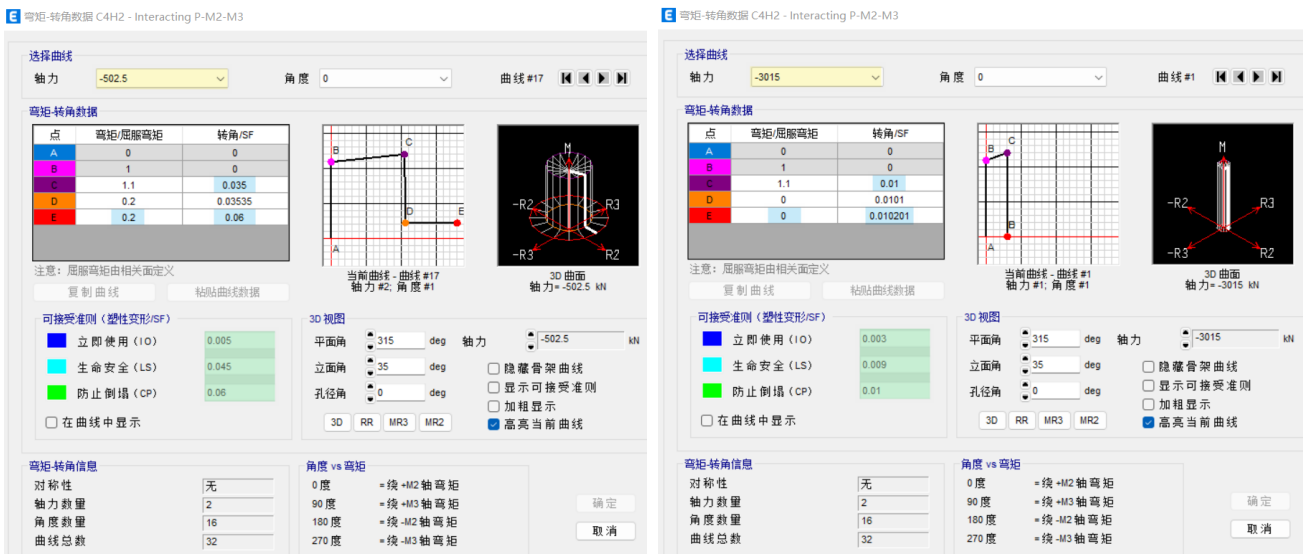 弯矩-转角数据 C4H2 - Interacting P-M2-M3
选择曲线
轴力 -502.5 角度 0 曲线 #17
弯矩-转角数据
点 弯矩/屈服弯矩 转角/SF
A 0 0
B 1 0
C 1.1 0.035
D 0.2 0.03535
E 0.2 0.06
B
C
D
E
A
M
-R2
R3
-R3
R2
注意：屈服弯矩由相关面定义
当前曲线 - 曲线 #17
轴力 #2; 角度 #1
3D 曲面
轴力= -502.5 kN
复制曲线 粘贴曲线数据
可接受准则（塑性变形/SF）
立即使用（IO） 0.005
生命安全（LS） 0.045
防止倒塌（CP） 0.06
在曲线中显示
3D 视图
平面角 315 deg 轴力 -502.5 kN
立面角 35 deg
孔径角 0 deg
隐藏骨架曲线
显示可接受准则
加粗显示
高亮当前曲线
3D RR MR3 MR2
弯矩-转角信息
对称性 无
轴力数量 2
角度数量 16
曲线总数 32
角度 vs 弯矩
0 度 = 绕 +M2 轴弯矩
90 度 = 绕 +M3 轴弯矩
180 度 = 绕 -M2 轴弯矩
270 度 = 绕 -M3 轴弯矩
确定
取消
弯矩-转角数据 C4H2 - Interacting P-M2-M3
选择曲线
轴力 -3015 角度 0 曲线 #1
弯矩-转角数据
点 弯矩/屈服弯矩 转角/SF
A 0 0
B 1 0
C 1.1 0.01
D 0 0.0101
E 0 0.010201
B
C
A
B
M
-R2
R3
-R3
R2
注意：屈服弯矩由相关面定义
当前曲线 - 曲线 #1
轴力 #1; 角度 #1
3D 曲面
轴力= -3015 kN
复制曲线 粘贴曲线数据
可接受准则（塑性变形/SF）
立即使用（IO） 0.003
生命安全（LS） 0.009
防止倒塌（CP） 0.01
在曲线中显示
3D 视图
平面角 315 deg 轴力 -3015 kN
立面角 35 deg
孔径角 0 deg
隐藏骨架曲线
显示可接受准则
加粗显示
高亮当前曲线
3D RR MR3 MR2
弯矩-转角信息
对称性 无
轴力数量 2
角度数量 16
曲线总数 32
角度 vs 弯矩
0 度 = 绕 +M2 轴弯矩
90 度 = 绕 +M3 轴弯矩
180 度 = 绕 -M2 轴弯矩
270 度 = 绕 -M3 轴弯矩
确定
取消